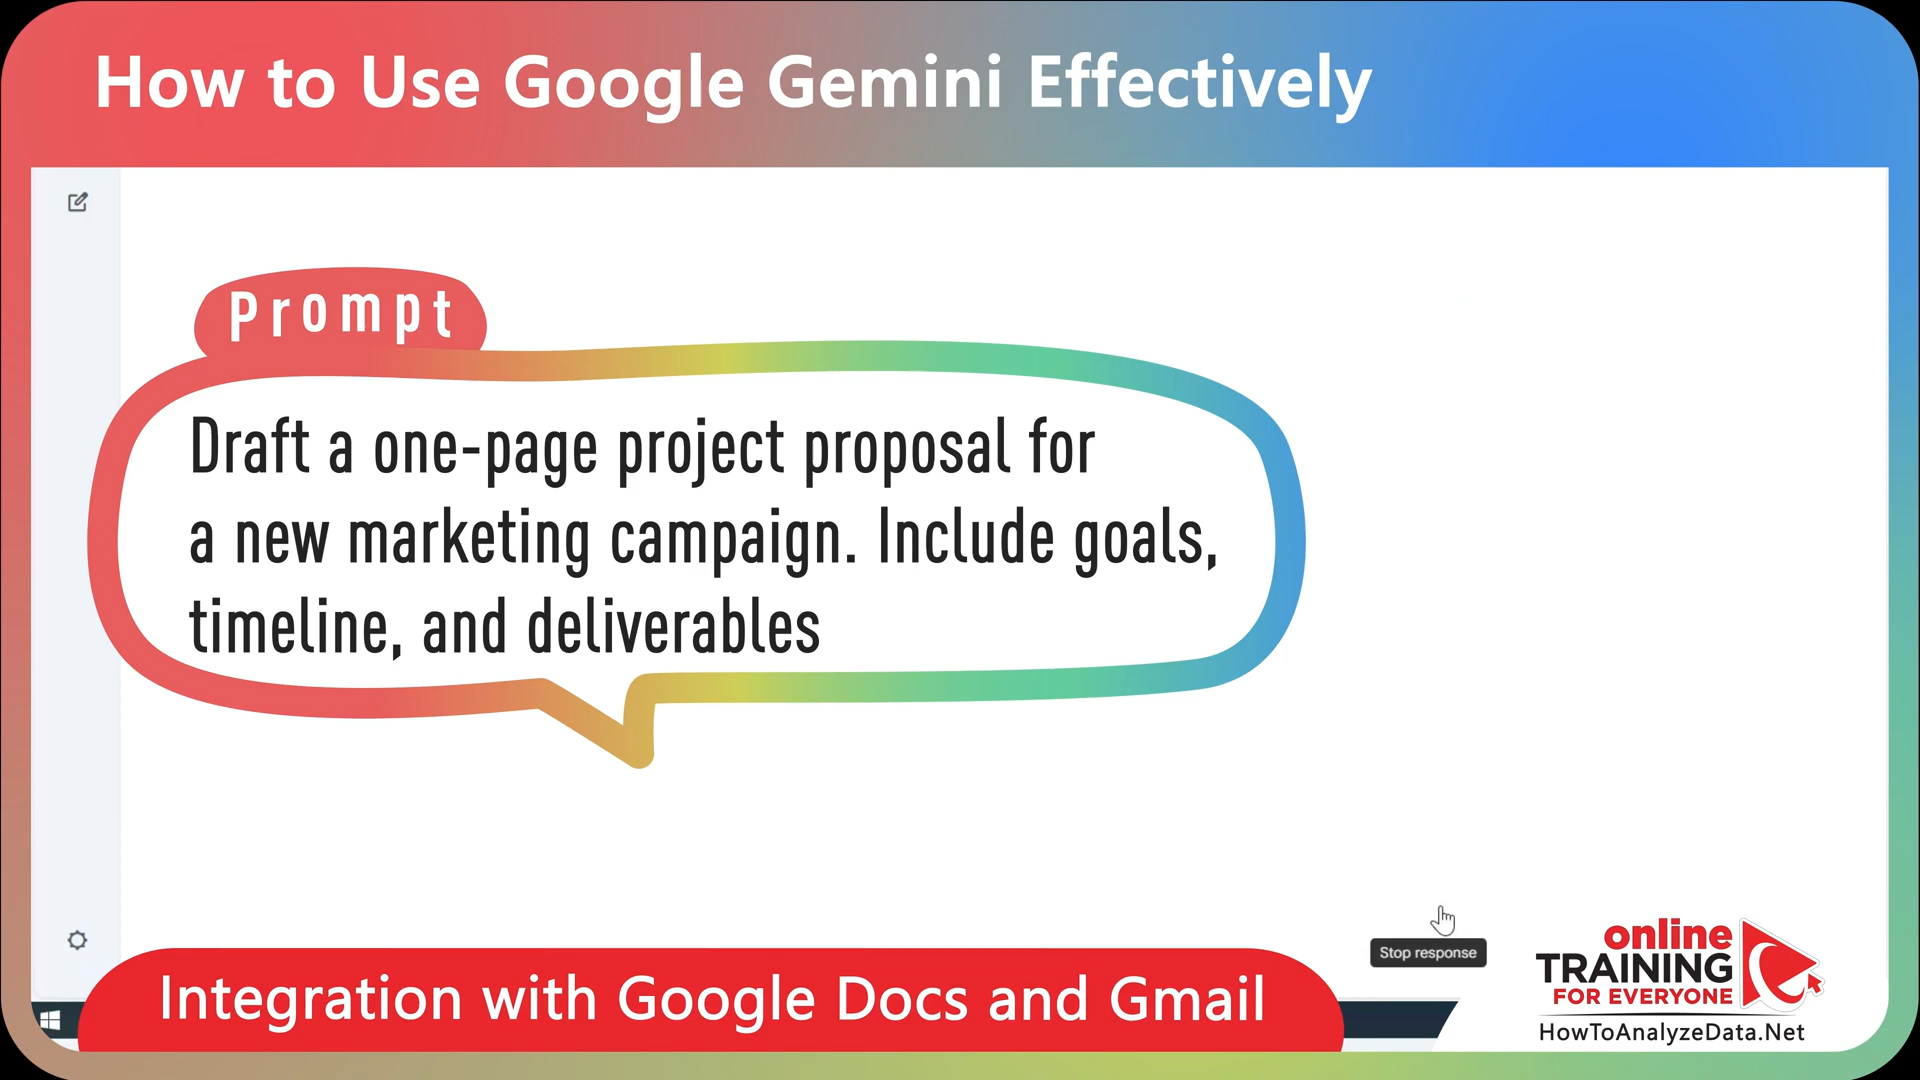 How to Use Google Gemini Effectively
Prompt
Draft a one-page project proposal for
a new marketing campaign. Include goals,
timeline, and deliverables
Stop response
Integration with Google Docs and Gmail
online
TRAINING
FOR EVERYONE
HowToAnalyzeData.Net